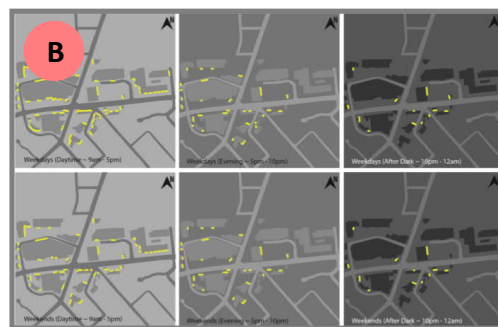 B
N
N
N
Weekdays (Daytime ~ 9am - 5pm)
Weekdays (Evening ~ 5pm - 10pm)
Weekdays (After Dark ~ 10pm - 12am)
N
N
N
Weekends (Daytime ~ 9am - 5pm)
Weekends (Evening ~ 5pm - 10pm)
Weekends (After Dark ~ 10pm - 12am)